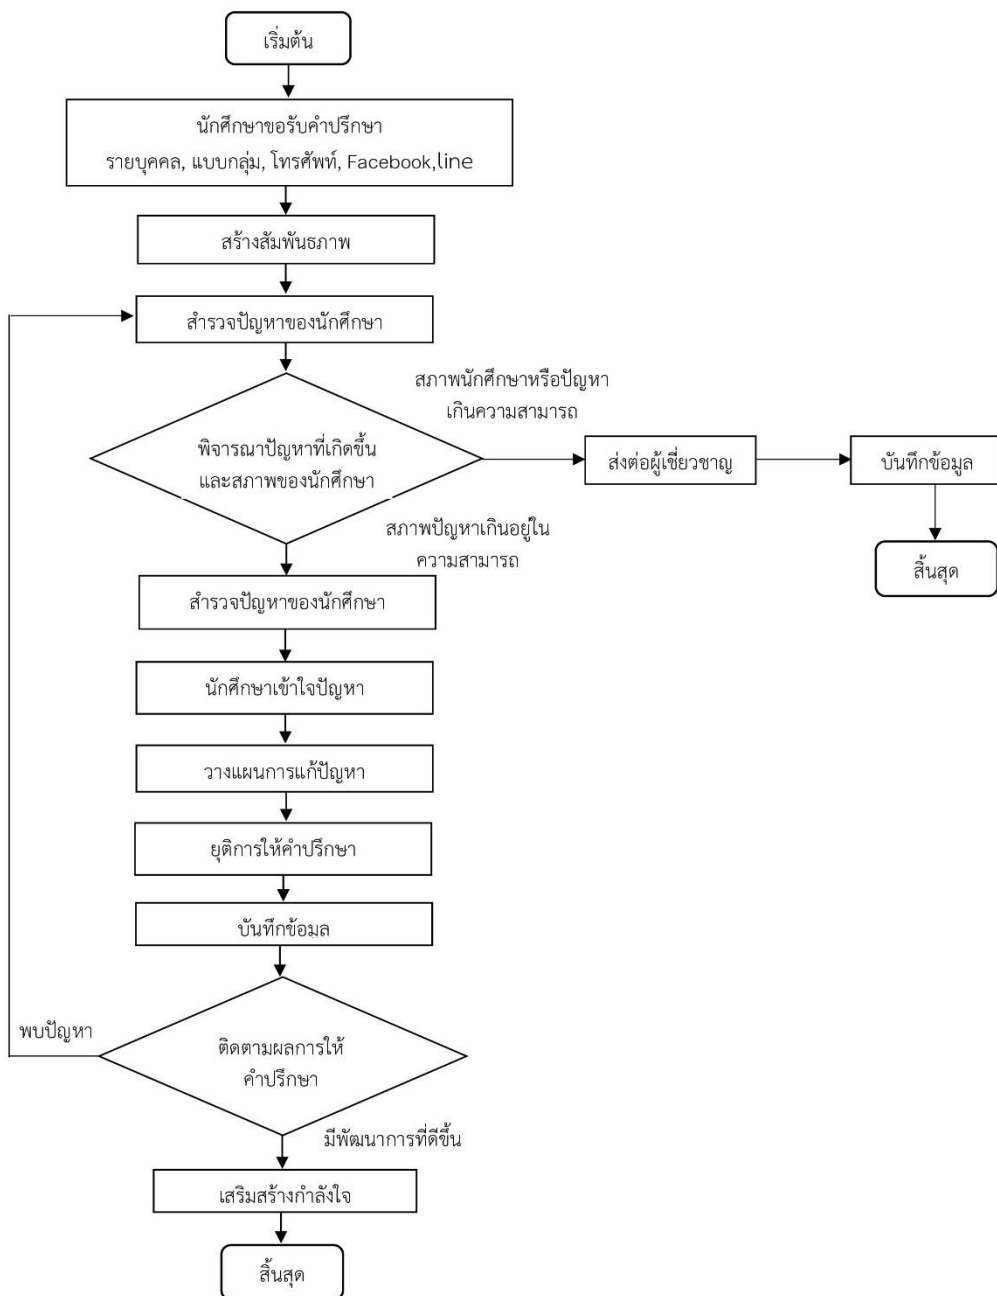 เริ่มต้น
นักศึกษาขอรับคำปรึกษา
รายบุคคล, แบบกลุ่ม, โทรศัพท์, Facebook,line
สร้างสัมพันธภาพ
สำรวจปัญหาของนักศึกษา
สภาพนักศึกษาหรือปัญหา
เกินความสามารถ
พิจารณาปัญหาที่เกิดขึ้น
และสภาพของนักศึกษา
ส่งต่อผู้เชี่ยวชาญ
บันทึกข้อมูล
สิ้นสุด
สภาพปัญหาเกินอยู่ใน
ความสามารถ
สำรวจปัญหาของนักศึกษา
นักศึกษาเข้าใจปัญหา
วางแผนการแก้ปัญหา
ยุติการให้คำปรึกษา
บันทึกข้อมล
พบปัญหา
ติดตามผลการให้
คำปรึกษา
มีพัฒนาการที่ดีขึ้น
เสริมสร้างกำลังใจ
สิ้นสุด